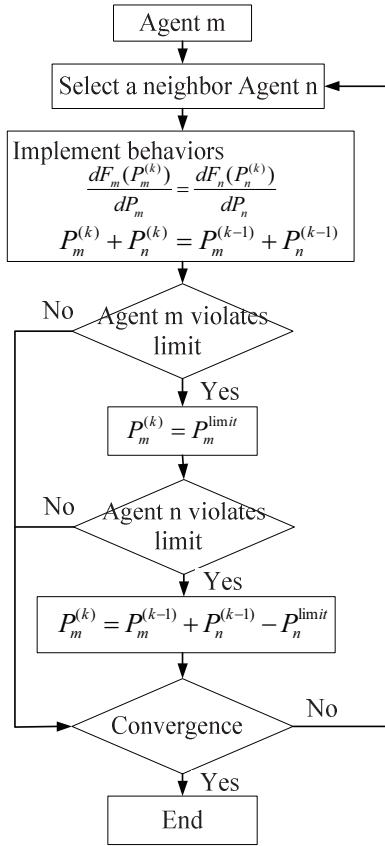 Agent m
Select a neighbor Agent n
Implement behaviors
dF_m(P_m^{(k)}) / dP_m = dF_n(P_n^{(k)}) / dP_n
P_m^{(k)} + P_n^{(k)} = P_m^{(k-1)} + P_n^{(k-1)}
No
Agent m violates
limit
Yes
P_m^{(k)} = P_m^{limit}
No
Agent n violates
limit
Yes
P_m^{(k)} = P_m^{(k-1)} + P_n^{(k-1)} - P_n^{limit}
Convergence
No
Yes
End